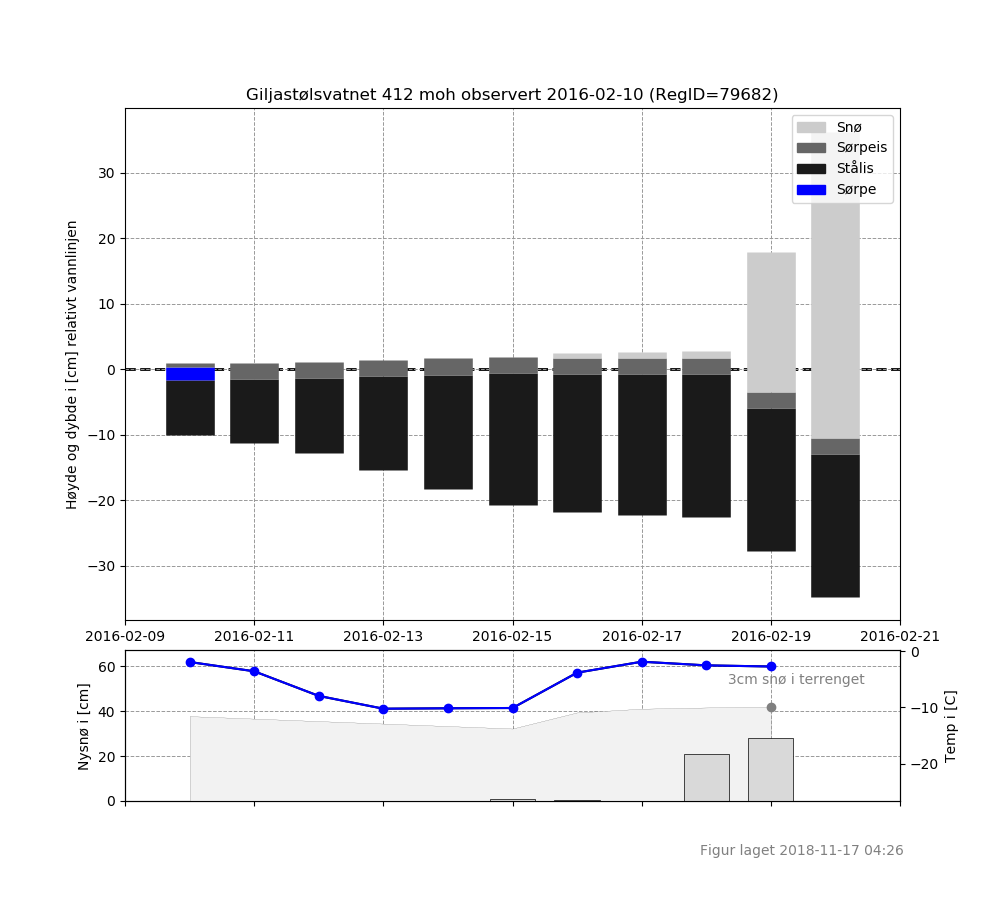 Giljastølsvatnet 412 moh observert 2016-02-10 (RegID=79682)
Snø
Sørpeis
Stålis
Sørpe
Høyde og dybde i [cm] relativt vannlinjen
30
20
10
0
−10
−20
−30
2016-02-09
2016-02-11
2016-02-13
2016-02-15
2016-02-17
2016-02-19
2016-02-21
Nysnø i [cm]
60
40
20
0
3cm snø i terrenget
0
−10
−20
Temp i [C]
Figur laget 2018-11-17 04:26